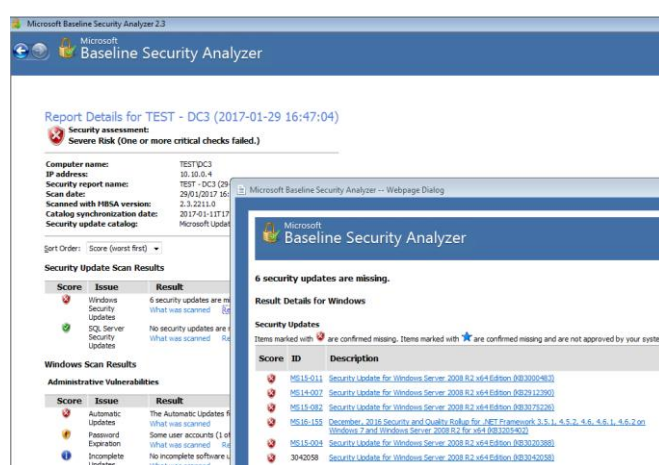 Microsoft Baseline Security Analyzer 2.3
Microsoft
Baseline Security Analyzer
Report Details for TEST - DC3 (2017-01-29 16:47:04)
Security assessment:
Severe Risk (One or more critical checks failed.)
Computer name: TEST\DC3
IP address: 10.10.0.4
Security report name: TEST - DC3 (29
Scan date: 29/01/2017 16:
Scanned with MBSA version: 2.3.2211.0
Catalog synchronization date: 2017-01-11T17
Security update catalog: Microsoft Updat
Sort Order: Score (worst first)
Security Update Scan Results
Score Issue Result
Windows Security Updates
6 security updates are mi
What was scanned
SQL Server Security Updates
No security updates are
What was scanned
Windows Scan Results
Administrative Vulnerabilities
Score Issue Result
Automatic Updates
The Automatic Updates f
What was scanned
Password Expiration
Some user accounts (1 of
What was scanned
Incomplete Updates
No incomplete software u
What was scanned
Microsoft Baseline Security Analyzer -- Webpage Dialog
Microsoft
Baseline Security Analyzer
6 security updates are missing.
Result Details for Windows
Security Updates
Items marked with are confirmed missing. Items marked with are confirmed missing and are not approved by your syste
Score ID Description
MS15-011 Security Update for Windows Server 2008 R2 x64 Edition (KB3000483)
MS14-007 Security Update for Windows Server 2008 R2 x64 Edition (KB2912390)
MS15-082 Security Update for Windows Server 2008 R2 x64 Edition (KB3075226)
MS16-155 December, 2016 Security and Quality Rollup for .NET Framework 3.5.1, 4.5.2, 4.6, 4.6.1, 4.6.2 on
Windows 7 and Windows Server 2008 R2 for x64 (KB3205402)
MS15-004 Security Update for Windows Server 2008 R2 x64 Edition (KB3020388)
3042058 Security Update for Windows Server 2008 R2 x64 Edition (KB3042058)